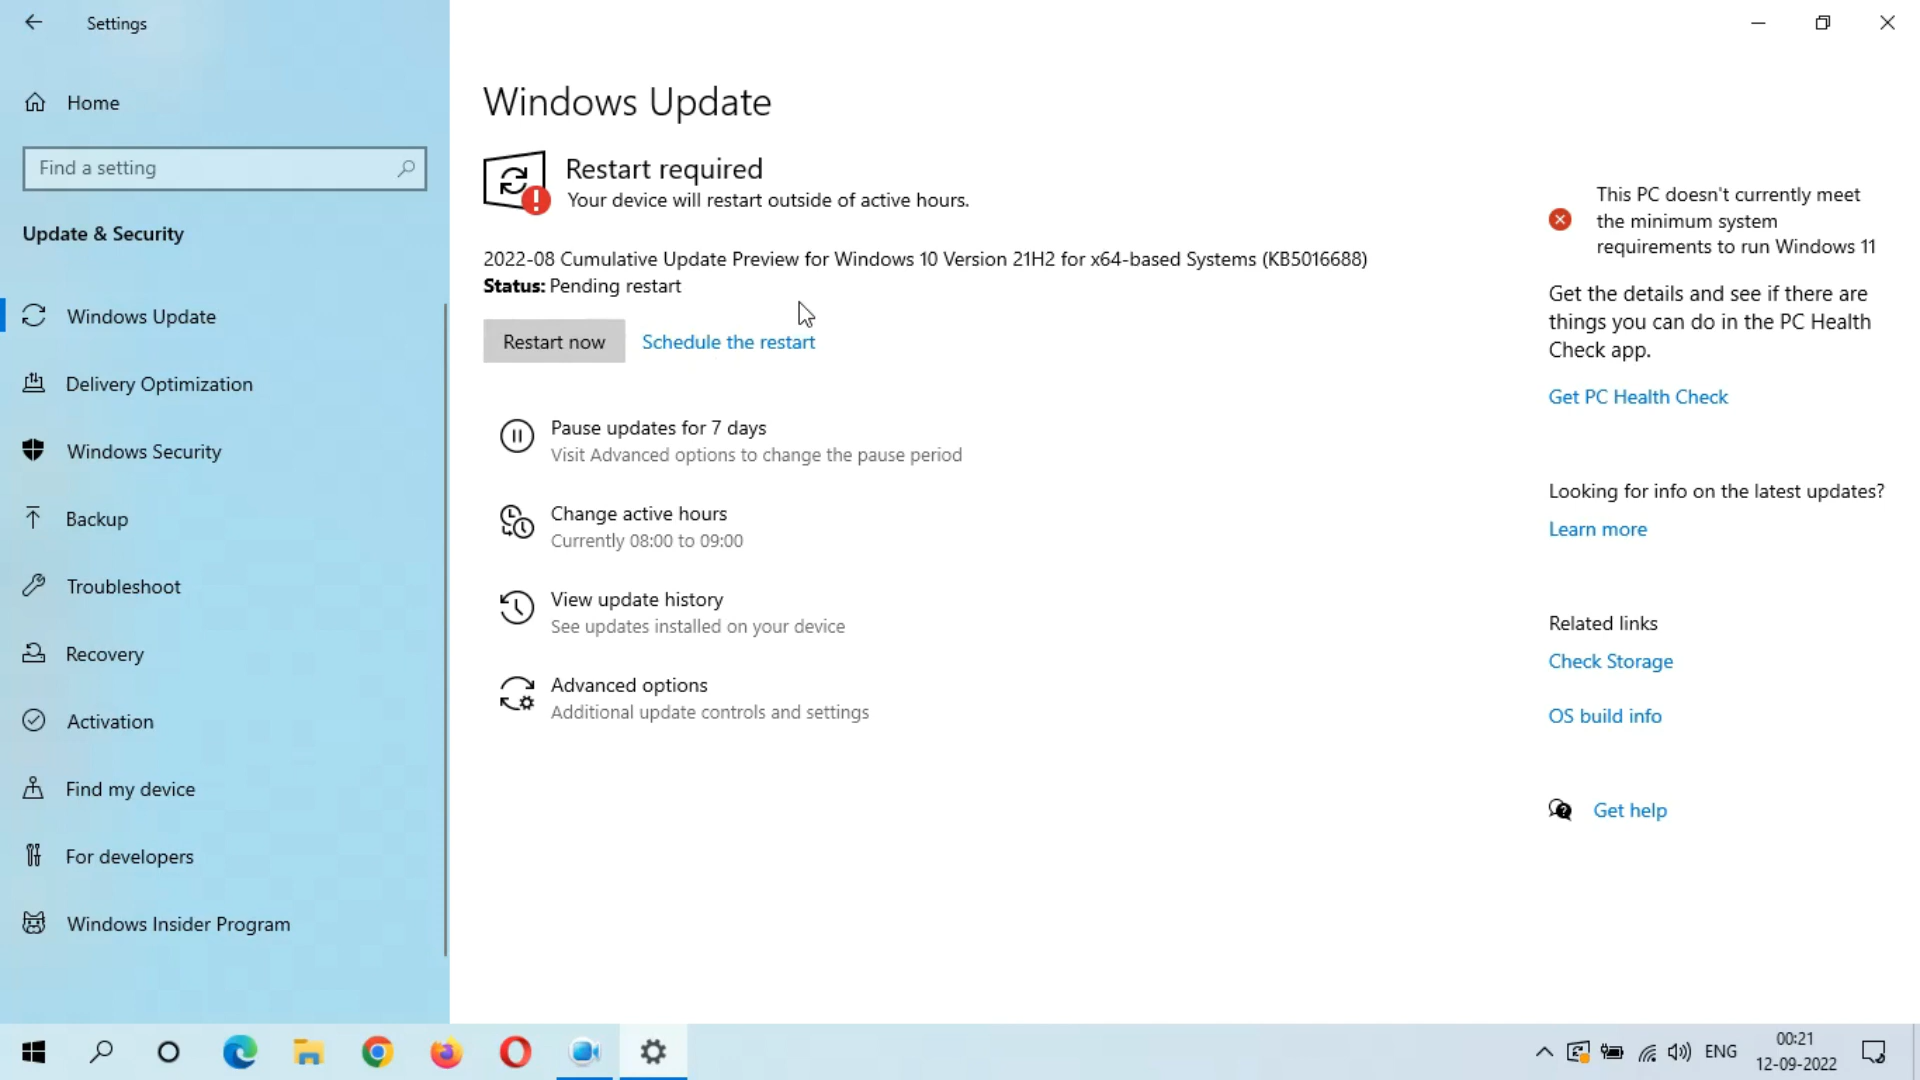 Settings
Home
Find a setting
Update & Security
Windows Update
Delivery Optimization
Windows Security
Backup
Troubleshoot
Recovery
Activation
Find my device
For developers
Windows Insider Program
Windows Update
Restart required
Your device will restart outside of active hours.
2022-08 Cumulative Update Preview for Windows 10 Version 21H2 for x64-based Systems (KB5016688)
Status: Pending restart
Restart now
Schedule the restart
Pause updates for 7 days
Visit Advanced options to change the pause period
Change active hours
Currently 08:00 to 09:00
View update history
See updates installed on your device
Advanced options
Additional update controls and settings
This PC doesn't currently meet
the minimum system
requirements to run Windows 11
Get the details and see if there are
things you can do in the PC Health
Check app.
Get PC Health Check
Looking for info on the latest updates?
Learn more
Related links
Check Storage
OS build info
Get help
ENG
00:21
12-09-2022